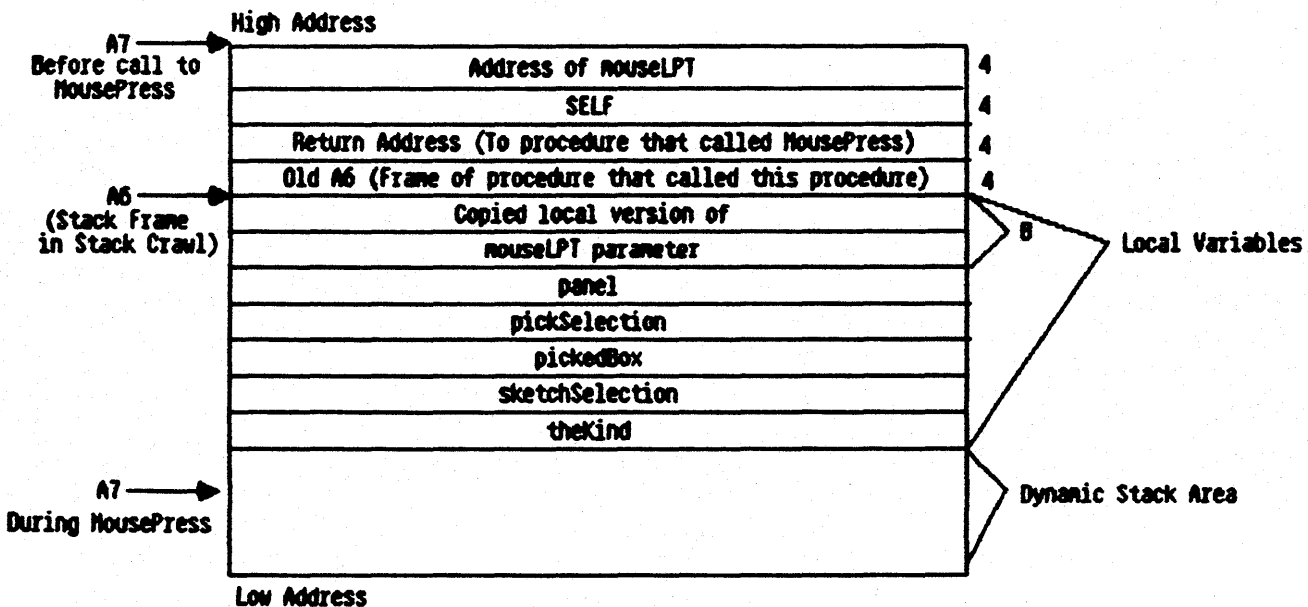 High Address
A7
Before call to
MousePress
Address of mouseLPT
4
SELF
4
Return Address (To procedure that called MousePress)
4
Old A6 (Frame of procedure that called this procedure)
4
A6
(Stack Frame
in Stack Crawl)
Copied local version of
mouseLPT parameter
8
Local Variables
panel
pickSelection
pickedBox
sketchSelection
theKind
A7
During MousePress
Dynamic Stack Area
Low Address